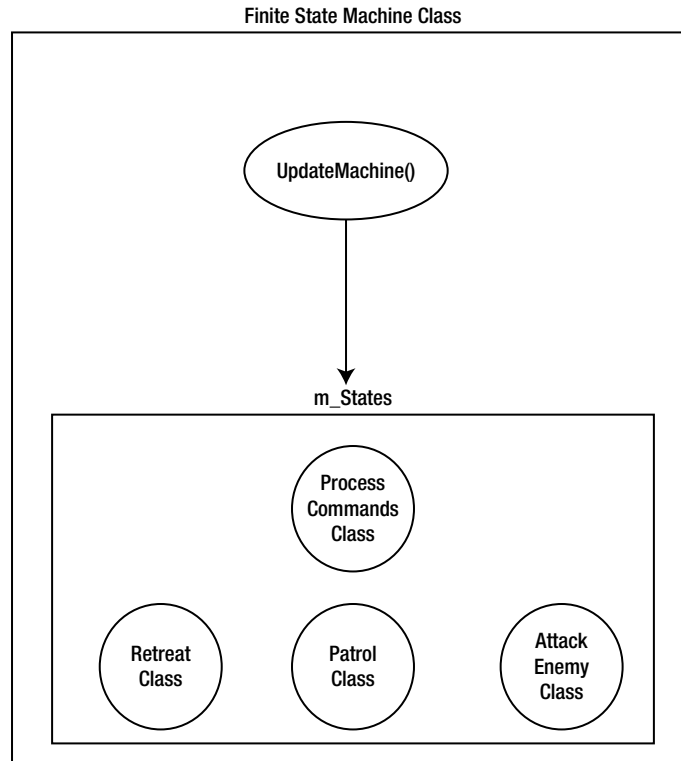 Finite State Machine Class
UpdateMachine()
m_States
Process
Commands
Class
Retreat
Class
Patrol
Class
Attack
Enemy
Class